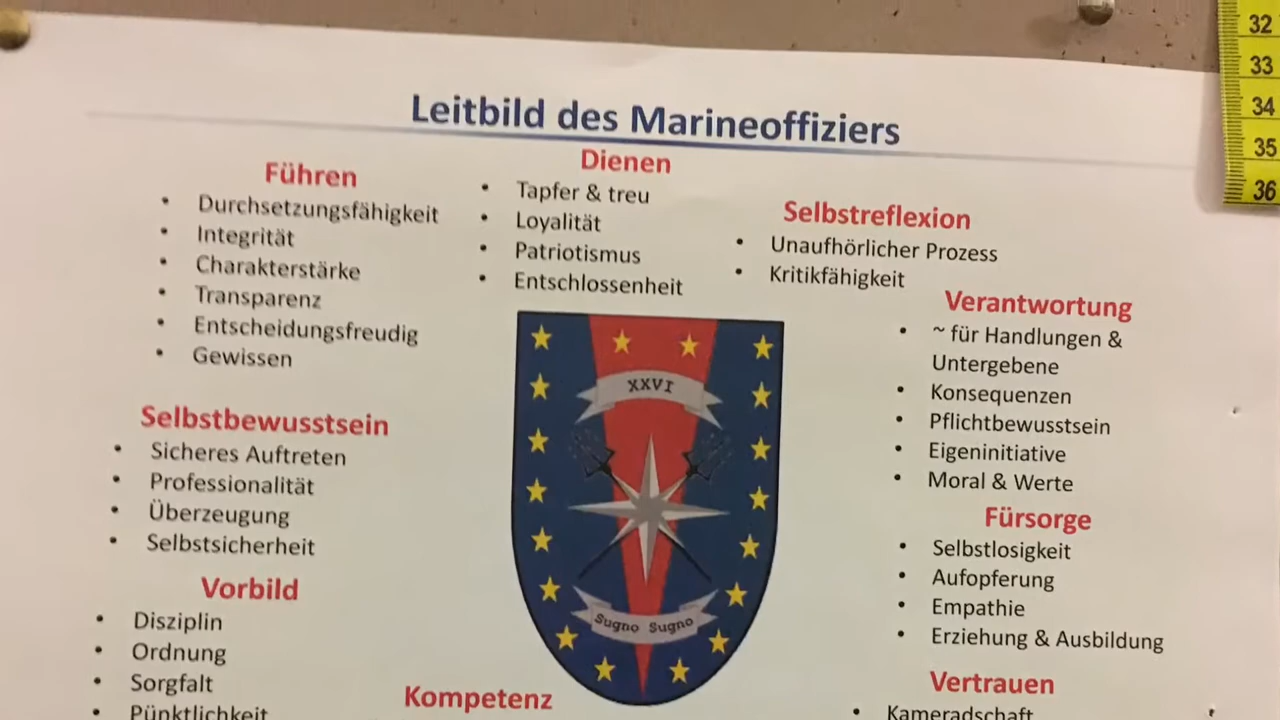 Leitbild des Marineoffiziers
Führen
Durchsetzungsfähigkeit
Integrität
Charakterstärke
Transparenz
Entscheidungsfreudig
Gewissen
Dienen
Tapfer & treu
Loyalität
Patriotismus
Entschlossenheit
Selbstreflexion
Unaufhörlicher Prozess
Kritikfähigkeit
Verantwortung
~ für Handlungen &
Untergebene
Konsequenzen
Pflichtbewusstsein
Eigeninitiative
Moral & Werte
Selbstbewusstsein
Sicheres Auftreten
Professionalität
Überzeugung
Selbstsicherheit
XXVI
Sugno Sugno
Fürsorge
Selbstlosigkeit
Aufopferung
Empathie
Erziehung & Ausbildung
Vorbild
Disziplin
Ordnung
Sorgfalt
Pünktlichkeit
Kompetenz
Vertrauen
Kameradschaft
32
33
34
35
36